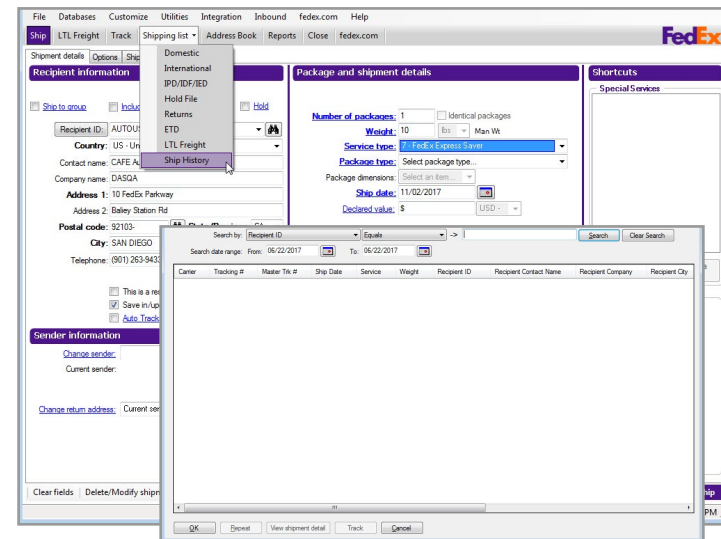 File Databases Customize Utilities Integration Inbound fedex.com Help
Ship LTL Freight Track Shipping list Address Book Reports Close fedex.com
FedEx
Shipment details Options Ship
Domestic
International
IPD/IDF/IED
Hold File
Returns
ETD
LTL Freight
Ship History
Recipient information
Ship to group Hold
Recipient ID: AUTOUS
Country: US - Un
Contact name: CAFE Au
Company name: DASQA
Address 1: 10 FedEx Parkway
Address 2: Bailey Station Rd
Postal code: 92103-
City: SAN DIEGO
Telephone: (901) 263-9433
This is a res
Save in/up
Auto Track
Sender information
Change sender:
Current sender:
Change return address: Current sen
Clear fields Delete/Modify shipm
Package and shipment details
Number of packages: 1 Identical packages
Weight: 10 lbs Man Wt
Service type: 7 - FedEx Express Saver
Package type: Select package type...
Package dimensions: Select an item...
Ship date: 11/02/2017
Declared value: $ USD -
Shortcuts
Special Services
Search by: Recipient ID Equals -> Search Clear Search
Search date range: From: 06/22/2017 To: 06/22/2017
Carrier Tracking # Master Trk # Ship Date Service Weight Recipient ID Recipient Contact Name Recipient Company Recipient City
OK Repeat View shipment detail Track Cancel
hip
PM